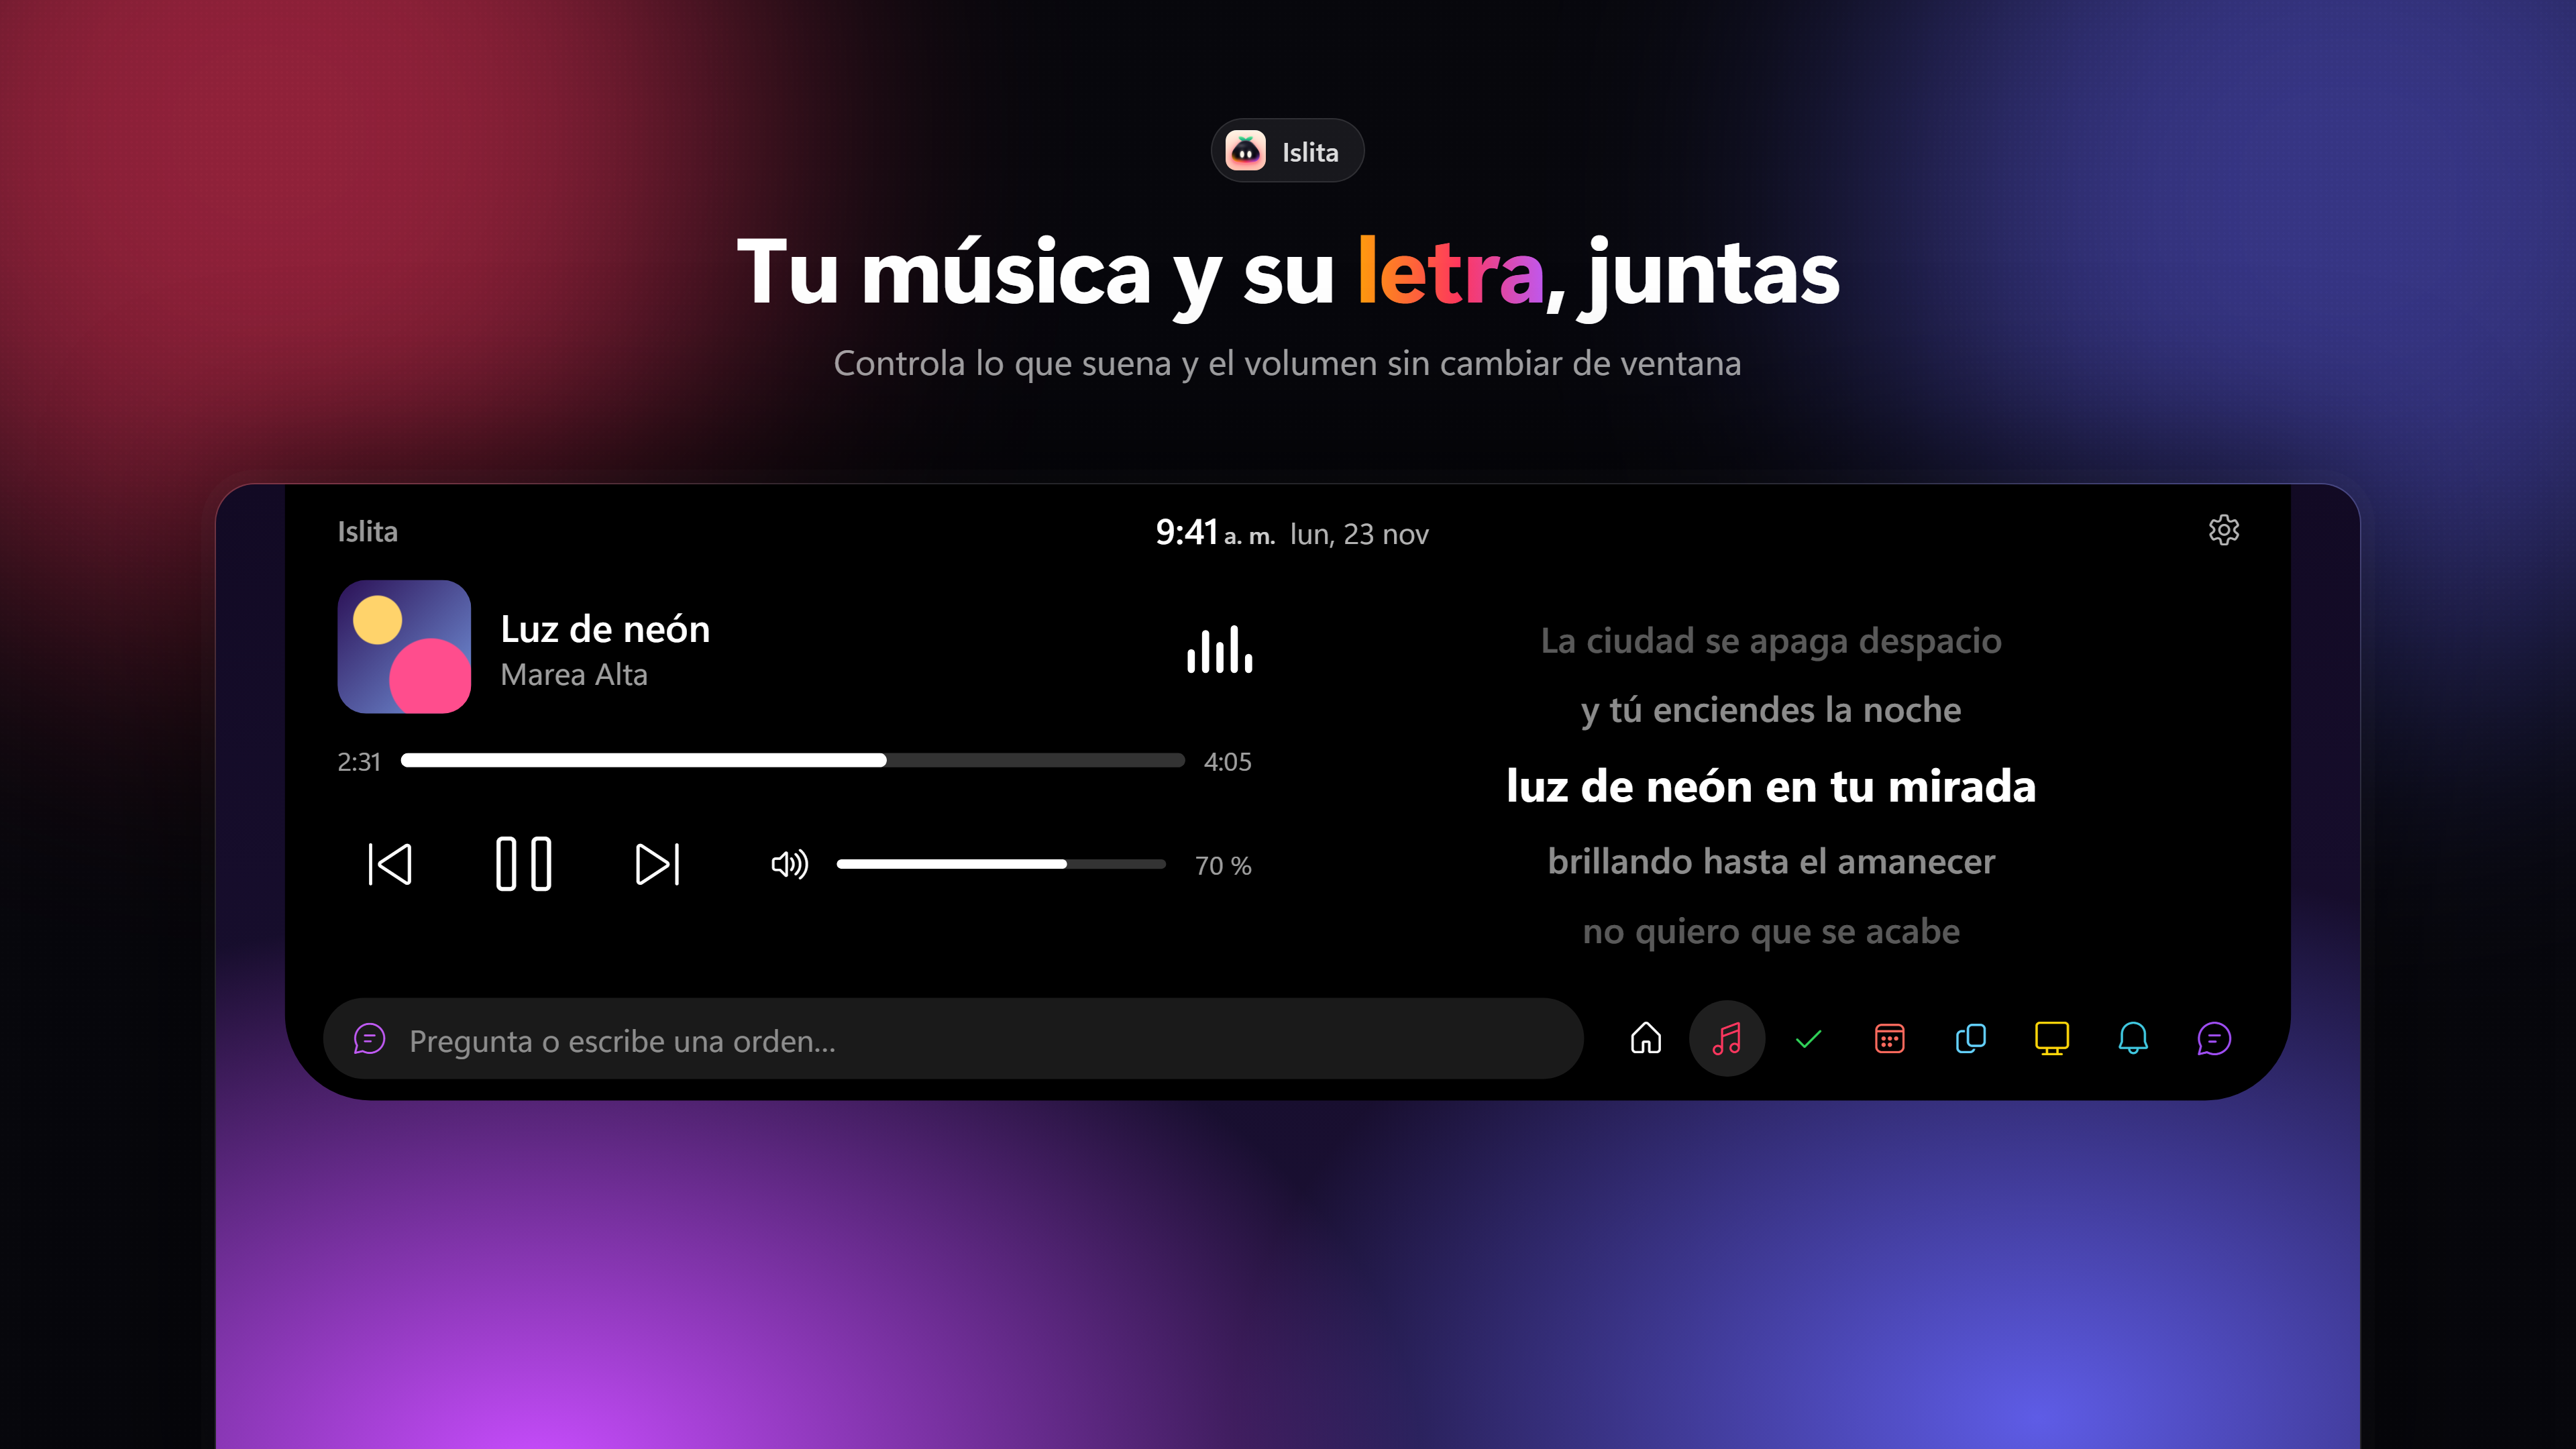 Islita
Tu música y su letra, juntas
Controla lo que suena y el volumen sin cambiar de ventana
Islita
9:41 a. m. lun, 23 nov
Luz de neón
Marea Alta
2:31
4:05
70 %
La ciudad se apaga despacio
y tú enciendes la noche
luz de neón en tu mirada
brillando hasta el amanecer
no quiero que se acabe
Pregunta o escribe una orden...